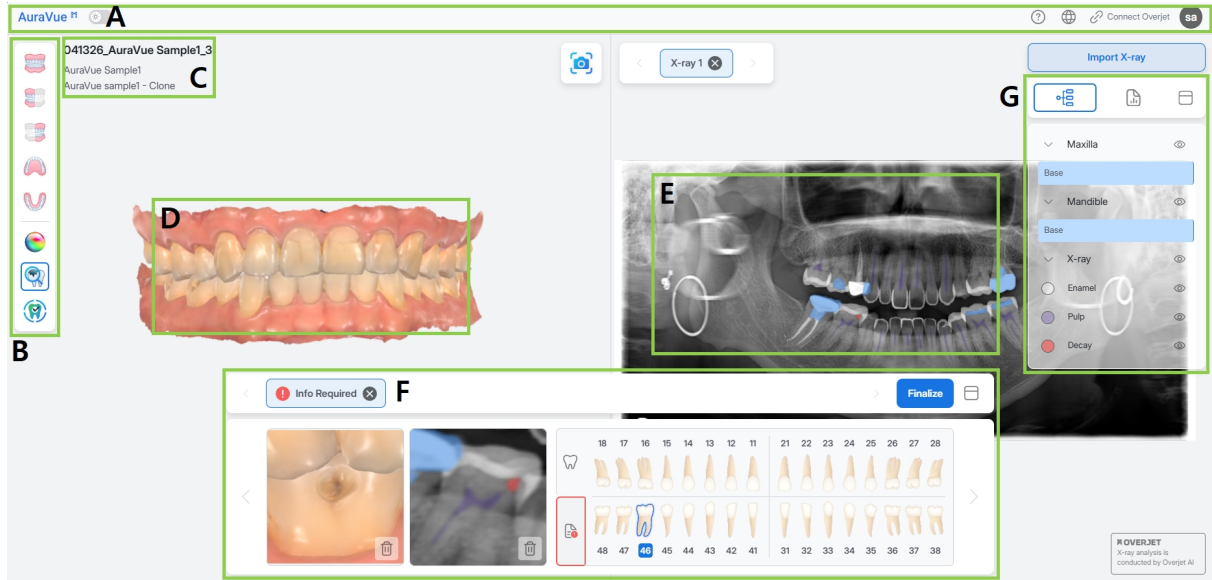 AuraVue
A
Connect Overjet
sa
B
041326_AuraVue Sample1_3
AuraVue Sample1
AuraVue sample1 - Clone
C
X-ray 1
Import X-ray
G
Maxilla
Base
Mandible
Base
X-ray
Enamel
Pulp
Decay
D
E
Info Required
F
Finalize
18 17 16 15 14 13 12 11 21 22 23 24 25 26 27 28
48 47 46 45 44 43 42 41 31 32 33 34 35 36 37 38
OVERJET
X-ray analysis is
conducted by Overjet AI